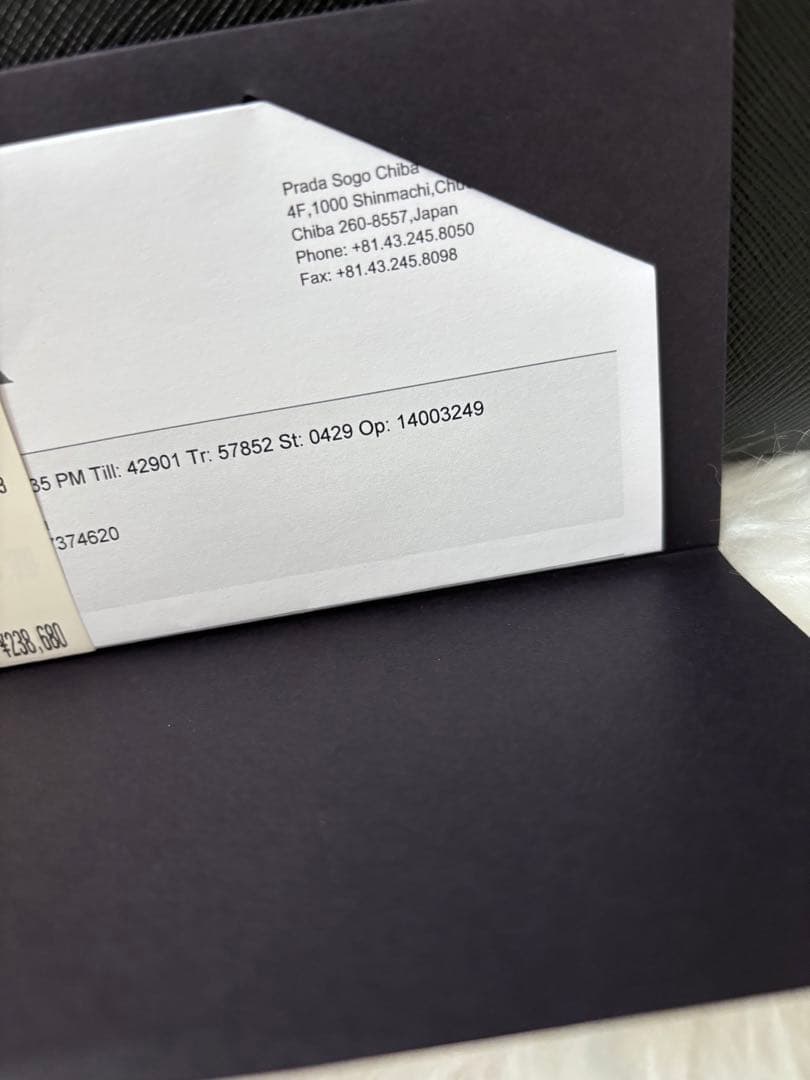 Prada Sogo Chiba
4F,1000 Shinmachi,
Chiba 260-8557,Japan
Phone: +81.43.245.8050
Fax: +81.43.245.8098
35 PM Till: 42901 Tr: 57852 St: 0429 Op: 14003249
374620
¥238,680